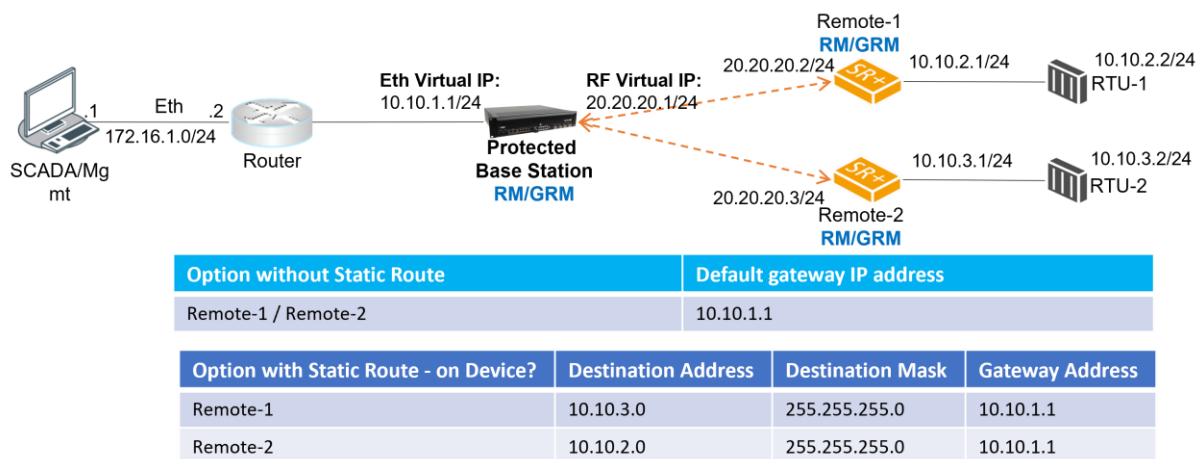 Remote-1
RM/GRM
20.20.20.2/24
10.10.2.1/24
10.10.2.2/24
RTU-1
SR+
Eth Virtual IP:
10.10.1.1/24
RF Virtual IP:
20.20.20.1/24
.1
Eth
.2
172.16.1.0/24
SCADA/Mg
mt
Router
Protected
Base Station
RM/GRM
10.10.3.1/24
10.10.3.2/24
RTU-2
SR+
20.20.20.3/24
Remote-2
RM/GRM
Option without Static Route Default gateway IP address
Remote-1 / Remote-2 10.10.1.1
Option with Static Route - on Device? Destination Address Destination Mask Gateway Address
Remote-1 10.10.3.0 255.255.255.0 10.10.1.1
Remote-2 10.10.2.0 255.255.255.0 10.10.1.1